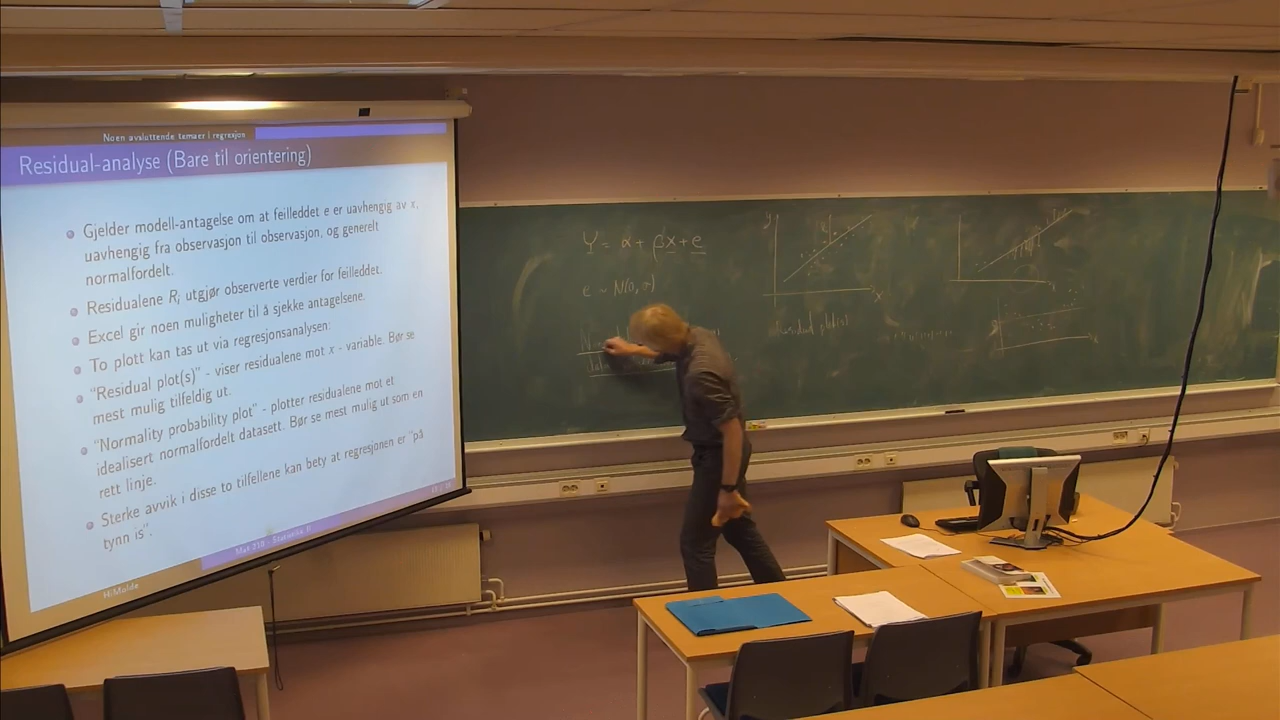 Noen avsluttende temaer i regresjon
Residual-analyse (Bare til orientering)
Gjelder modell-antagelse om at feilleddet e er uavhengig av x,
uavhengig fra observasjon til observasjon, og generelt
normalfordelt.
Residualene Ri utgjør observerte verdier for feilleddet.
Excel gir noen muligheter til å sjekke antagelsene.
To plott kan tas ut via regresjonsanalysen:
"Residual plot(s)" - viser residualene mot x - variable. Bør se
mest mulig tilfeldig ut.
"Normality probability plot" - plotter residualene mot et
idealisert normalfordelt datasett. Bør se mest mulig ut som en
rett linje.
Sterke avvik i disse to tilfellene kan bety at regresjonen er "på
tynn is".
HiMolde
Mat 210 - Statistikk II
Y = α + βx + e
e ~ N(0, σ)
y
x
Residual plot(s)
x